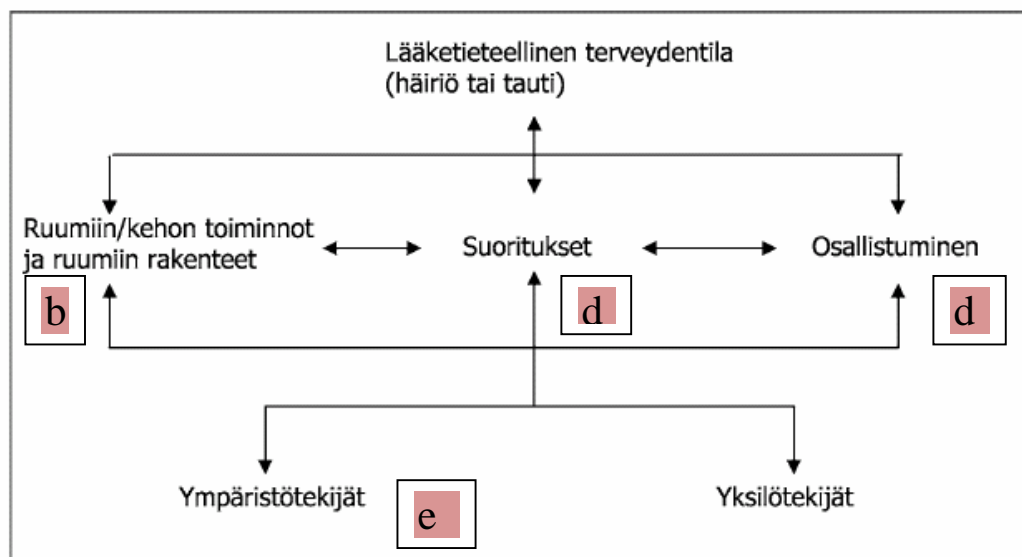 Lääketieteellinen terveydentila
(häiriö tai tauti)
Ruumiin/kehon toiminnot
ja ruumiin rakenteet
Suoritukset
Osallistuminen
b
d
d
Ympäristötekijät
e
Yksilötekijät